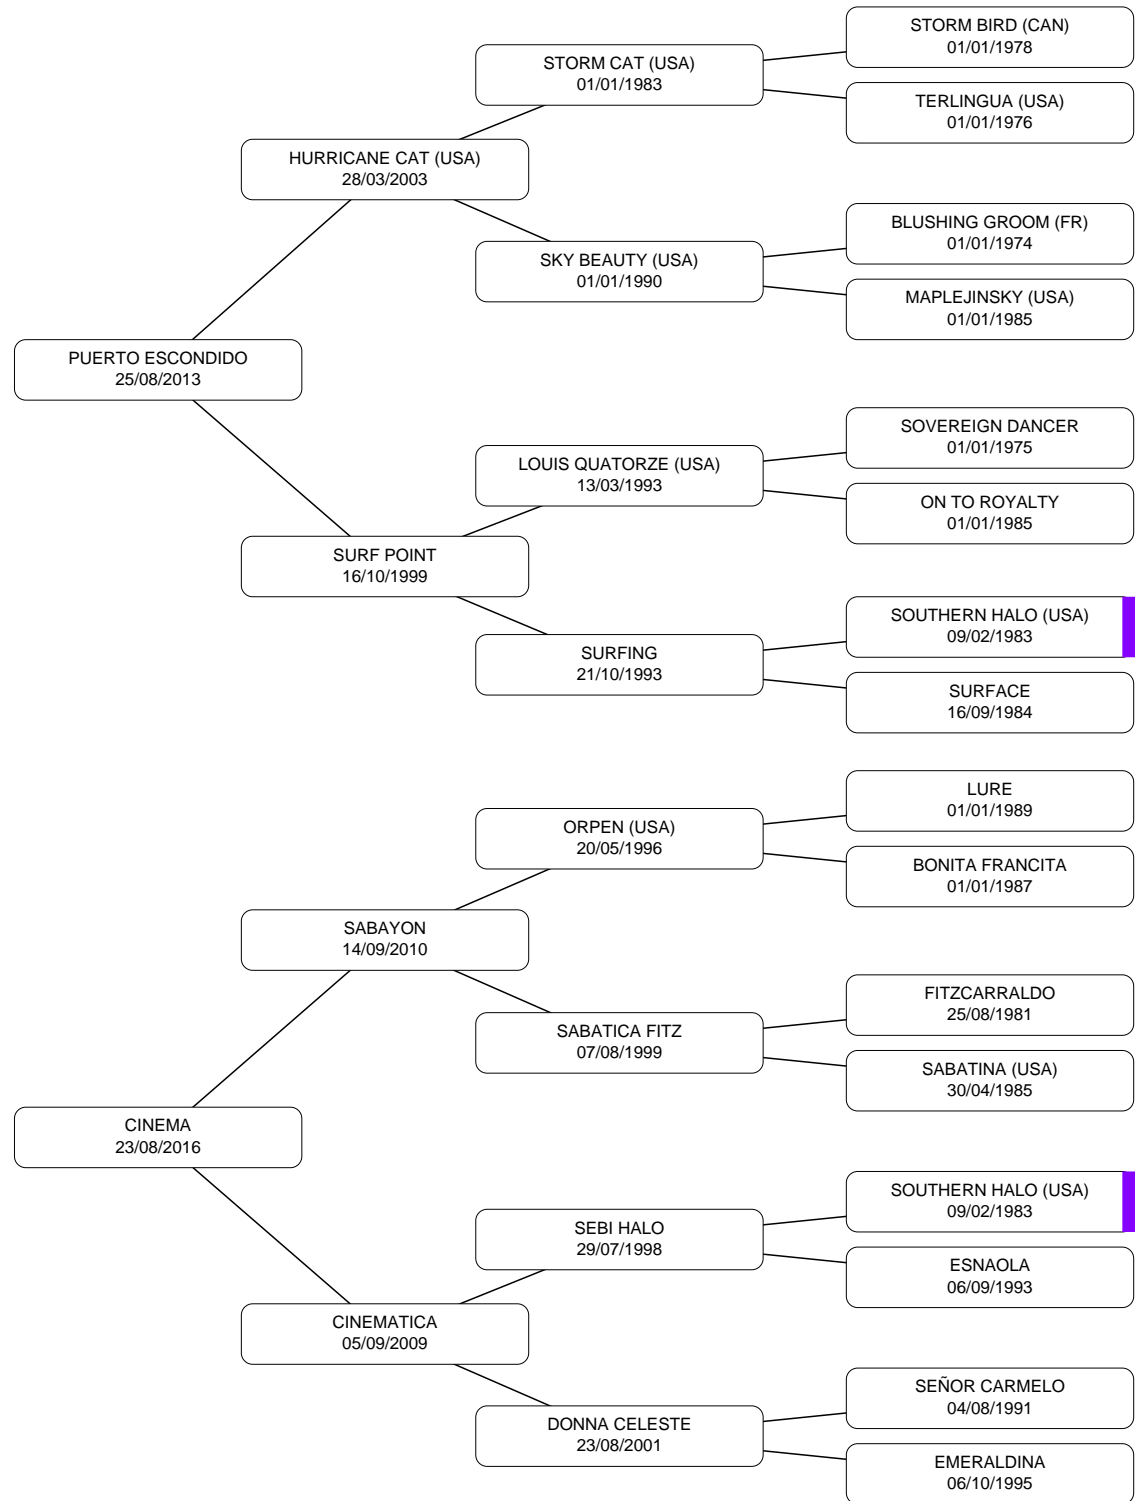 STORM BIRD (CAN)
01/01/1978
STORM CAT (USA)
01/01/1983
TERLINGUA (USA)
01/01/1976
HURRICANE CAT (USA)
28/03/2003
BLUSHING GROOM (FR)
01/01/1974
SKY BEAUTY (USA)
01/01/1990
MAPLEJINSKY (USA)
01/01/1985
PUERTO ESCONDIDO
25/08/2013
SOVEREIGN DANCER
01/01/1975
LOUIS QUATORZE (USA)
13/03/1993
ON TO ROYALTY
01/01/1985
SURF POINT
16/10/1999
SOUTHERN HALO (USA)
09/02/1983
SURFING
21/10/1993
SURFACE
16/09/1984
LURE
01/01/1989
ORPEN (USA)
20/05/1996
BONITA FRANCITA
01/01/1987
SABAYON
14/09/2010
FITZCARRALDO
25/08/1981
SABATICA FITZ
07/08/1999
SABATINA (USA)
30/04/1985
CINEMA
23/08/2016
SOUTHERN HALO (USA)
09/02/1983
SEBI HALO
29/07/1998
ESNAOLA
06/09/1993
CINEMATICA
05/09/2009
SEÑOR CARMELO
04/08/1991
DONNA CELESTE
23/08/2001
EMERALDINA
06/10/1995